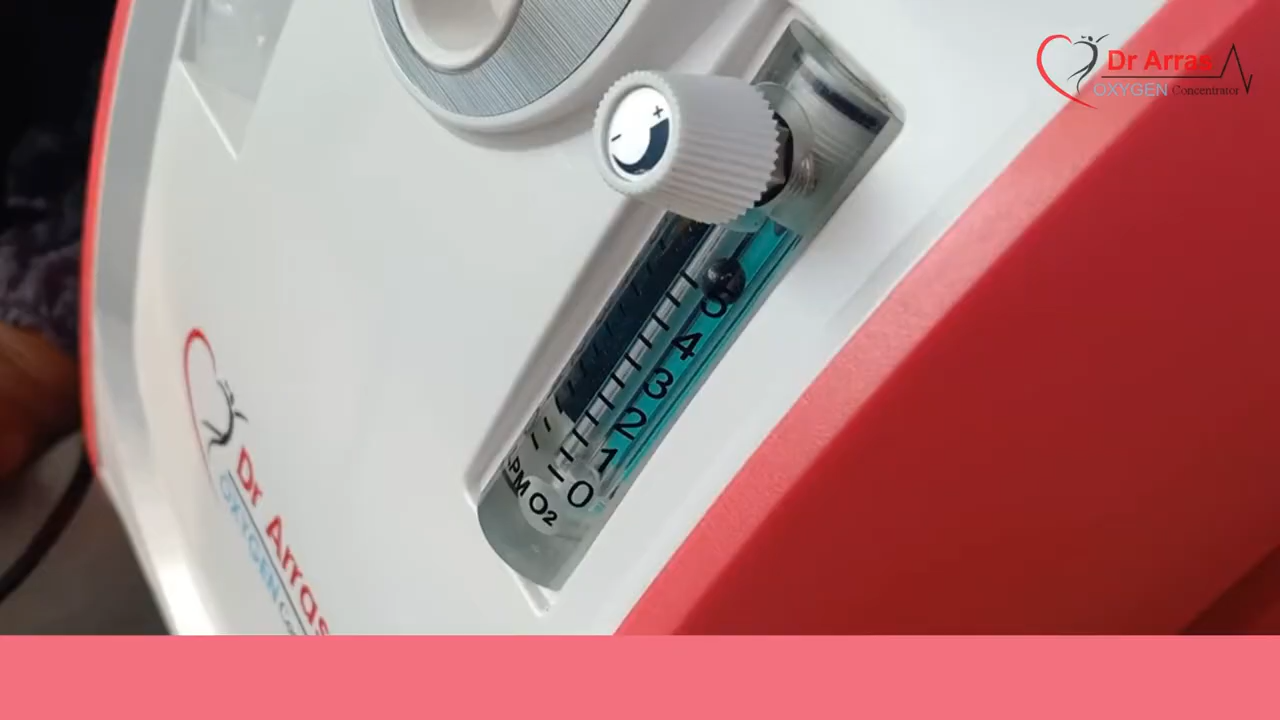 Dr Arras
OXYGEN Concentrator
- +
5
4
3
2
1
0
LPM O2
Dr Arras
OXYGEN